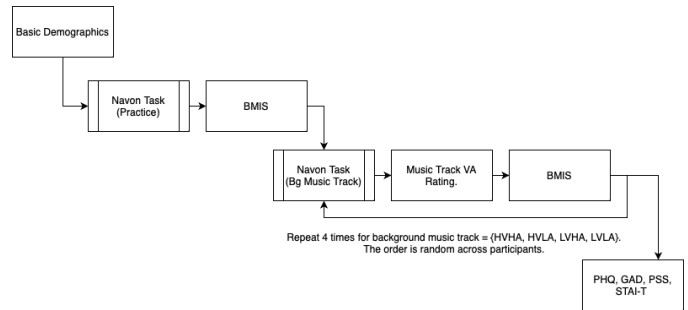 Basic Demographics
Navon Task
(Practice)
BMIS
Navon Task
(Bg Music Track)
Music Track VA
Rating.
BMIS
Repeat 4 times for background music track = {HVHA, HVLA, LVHA, LVLA}.
The order is random across participants.
PHQ, GAD, PSS,
STAI-T